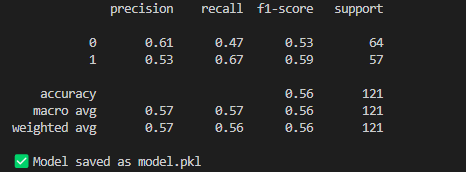 precision recall f1-score support
0 0.61 0.47 0.53 64
1 0.53 0.67 0.59 57
accuracy 0.56 121
macro avg 0.57 0.57 0.56 121
weighted avg 0.57 0.56 0.56 121
✅ Model saved as model.pkl